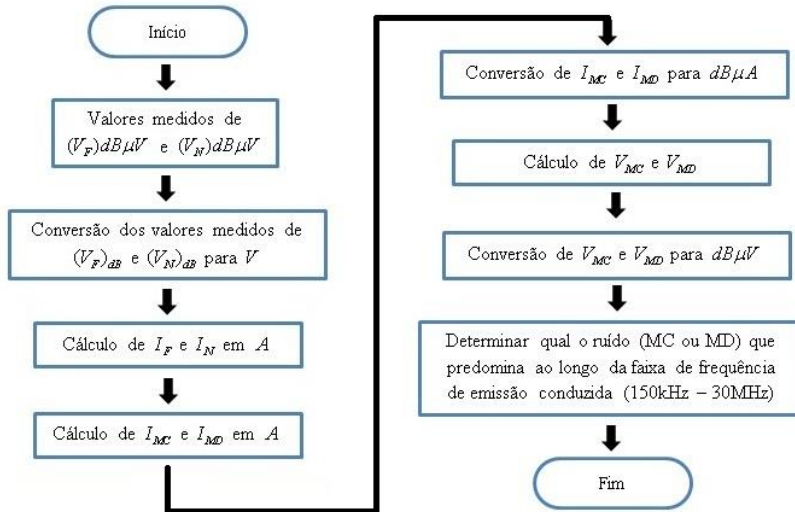 Início
Valores medidos de
(V_F)dBμV e (V_N)dBμV
Conversão dos valores medidos de
(V_F)_dB e (V_N)_dB para V
Cálculo de I_F e I_N em A
Cálculo de I_MC e I_MD em A
Conversão de I_MC e I_MD para dBμA
Cálculo de V_MC e V_MD
Conversão de V_MC e V_MD para dBμV
Determinar qual o ruído (MC ou MD) que
predomina ao longo da faixa de frequência
de emissão conduzida (150kHz – 30MHz)
Fim